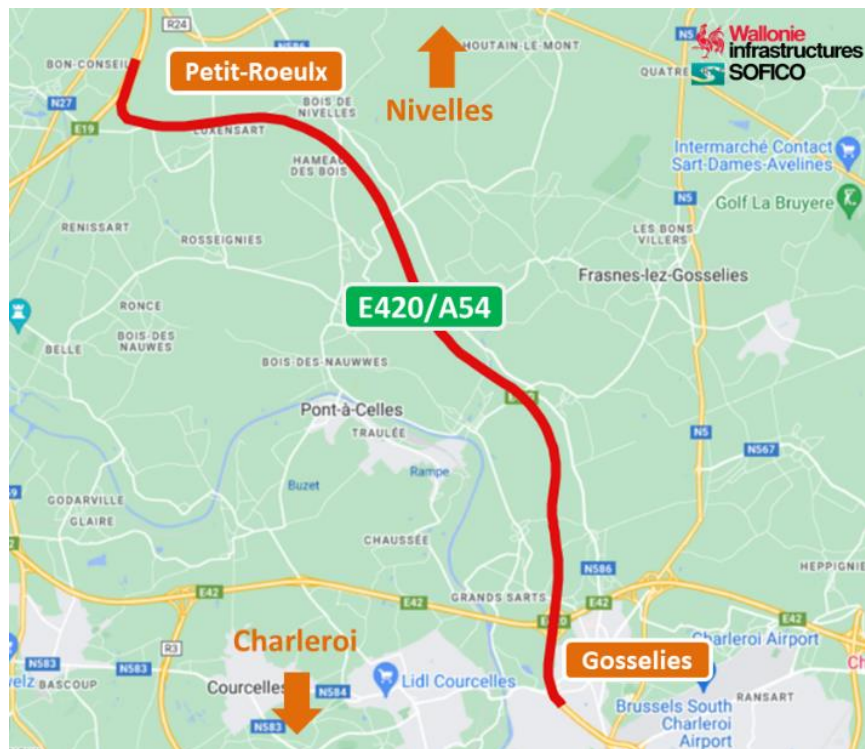 R24
N586
BON-CONSEIL
Petit-Roeulx
Nivelles
HOUTAIN-LE MONT
N5
QUATRE
Wallonie
infrastructures
SOFICO
N27
E19
BOIS DE
NIVELLES
LUXENSART
HAMEAU
DES BOIS
Intermarché Contact
Sart-Dames-Avelines
N5
Golf La Bruyere
RENISSART
ROSSEIGNIES
LES BONS
VILLERS
Frasnes-lez-Gosselies
E420/A54
RONCE
BOIS-DES
NAUWES
BELLE
BOIS-DES-NAUWWES
Pont-à-Celles
TRAULÉE
Rampe
Buzet
N5
N567
GODARVILLE
GLAIRE
CHAUSSÉE
N586
HEPPIGNIE
E42
E42
GRANDS SARTS
E42
E42
Charleroi
R3
N583
N583
BASCOUP
Courcelles
N584
N583
Lidl Courcelles
Gosselies
Charleroi Airport
RANSART
Brussels South
Charleroi
Airport